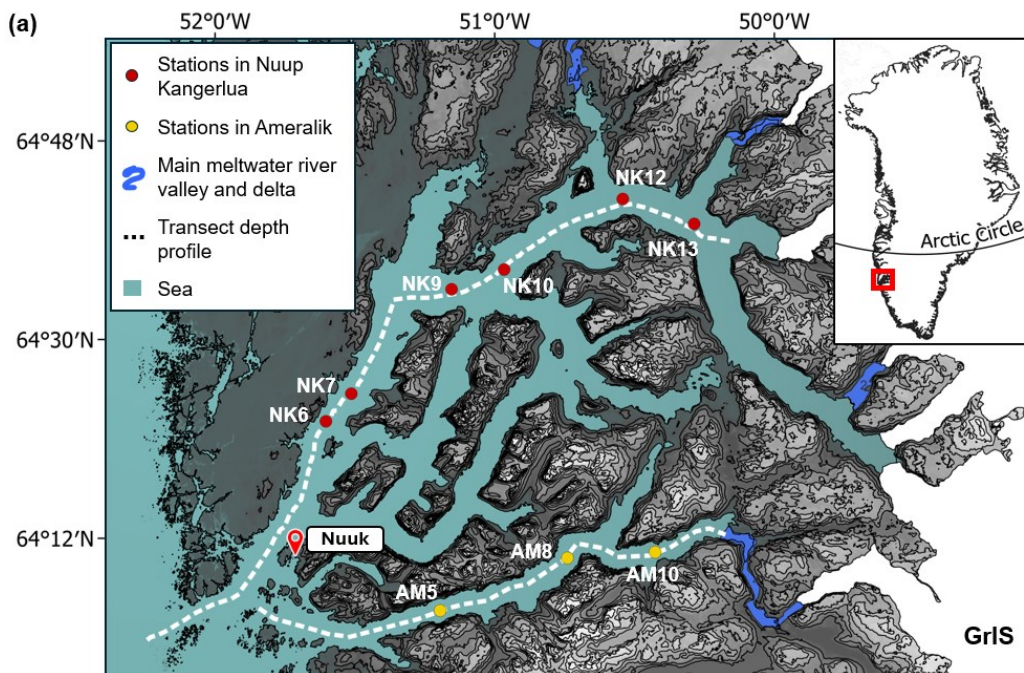 (a)
52°0'W
51°0'W
50°0'W
64°48'N
64°30'N
64°12'N
Stations in Nuup
Kangerlua
Stations in Ameralik
Main meltwater river
valley and delta
Transect depth
profile
Sea
Arctic Circle
NK12
NK13
NK9
NK10
NK7
NK6
Nuuk
AM8
AM10
AM5
GrIS